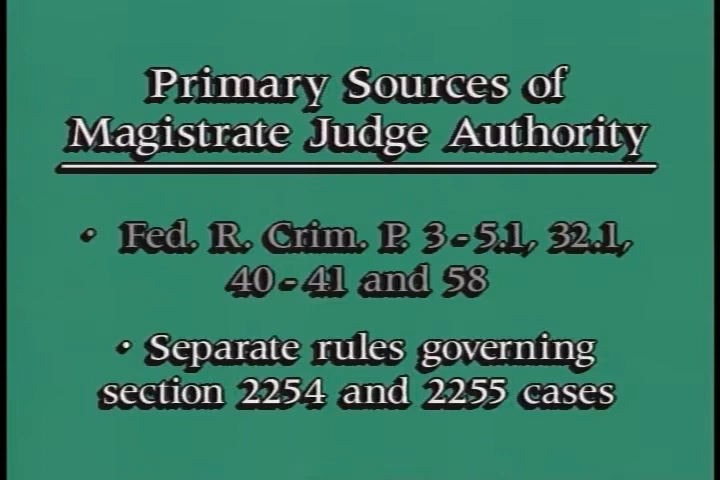 Primary Sources of
Magistrate Judge Authority
• Fed. R. Crim. P. 3-5.1, 32.1,
40-41 and 58
• Separate rules governing
section 2254 and 2255 cases